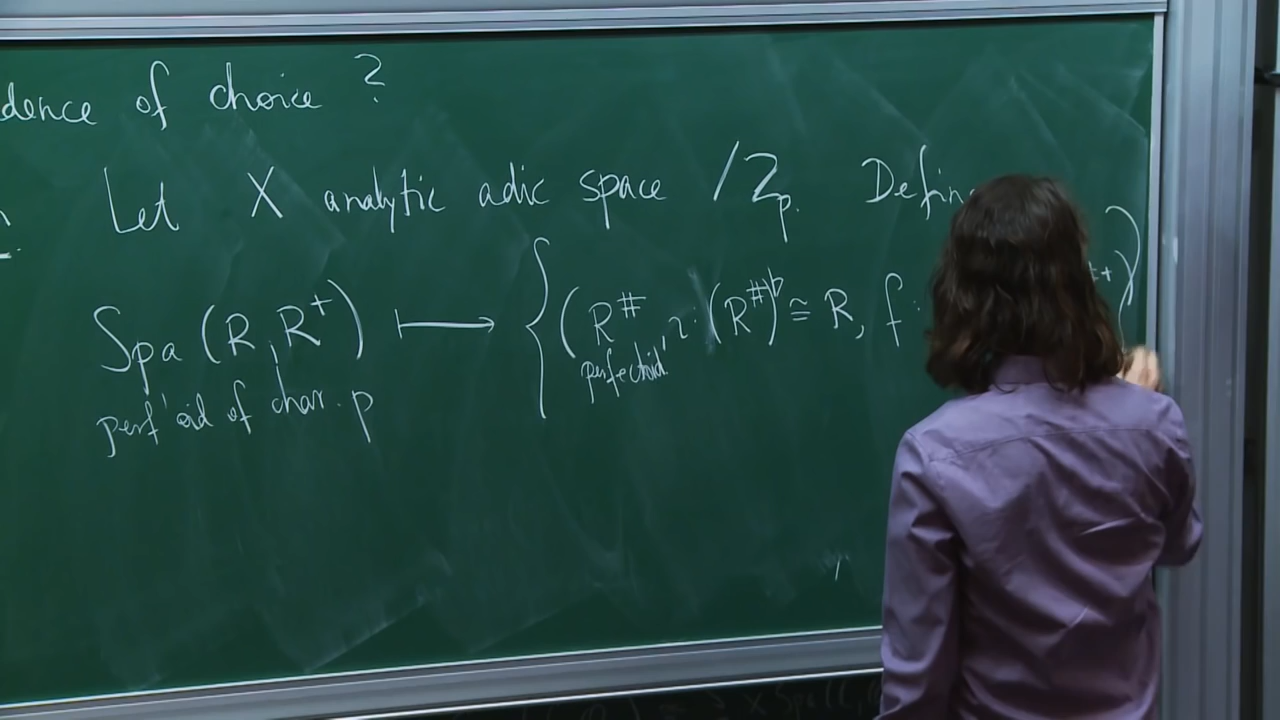 dence of choice ?
Let X analytic adic space /Z_p. Defin
Spa (R, R^+) ⟼ { (R^#, ι: (R^#)^♭ ≅ R, f: ^{#+})
perf'oid of char. p
perfectoid